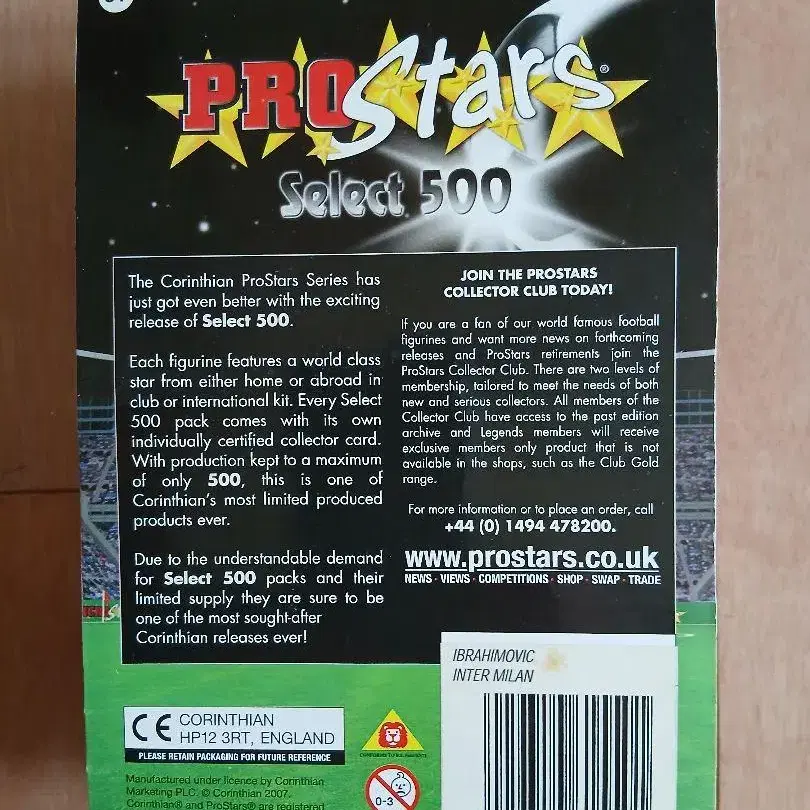 PROStars®
Select 500
The Corinthian ProStars Series has
just got even better with the exciting
release of Select 500.
Each figurine features a world class
star from either home or abroad in
club or international kit. Every Select
500 pack comes with its own
individually certified collector card.
With production kept to a maximum
of only 500, this is one of
Corinthian's most limited produced
products ever.
Due to the understandable demand
for Select 500 packs and their
limited supply they are sure to be
one of the most sought-after
Corinthian releases ever!
JOIN THE PROSTARS
COLLECTOR CLUB TODAY!
If you are a fan of our world famous football
figurines and want more news on forthcoming
releases and ProStars retirements join the
ProStars Collector Club. There are two levels of
membership, tailored to meet the needs of both
new and serious collectors. All members of the
Collector Club have access to the past edition
archive and Legends members will receive
exclusive members only product that is not
available in the shops, such as the Club Gold
range.
For more information or to place an order, call
+44 (0) 1494 478200.
www.prostars.co.uk
NEWS · VIEWS · COMPETITIONS · SHOP · SWAP · TRADE
IBRAHIMOVIC
INTER MILAN
CE CORINTHIAN
HP12 3RT, ENGLAND
PLEASE RETAIN PACKAGING FOR FUTURE REFERENCE
0-3
Manufactured under licence by Corinthian
Marketing PLC. © Corinthian 2007.
Corinthian® and ProStars® are registered